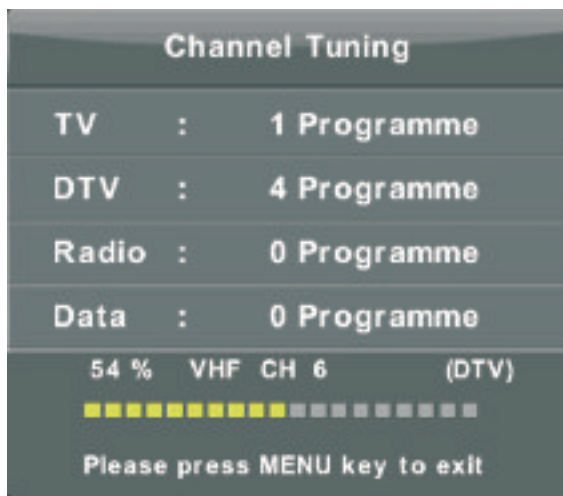 Channel Tuning
TV : 1 Programme
DTV : 4 Programme
Radio : 0 Programme
Data : 0 Programme
54 % VHF CH 6 (DTV)
Please press MENU key to exit